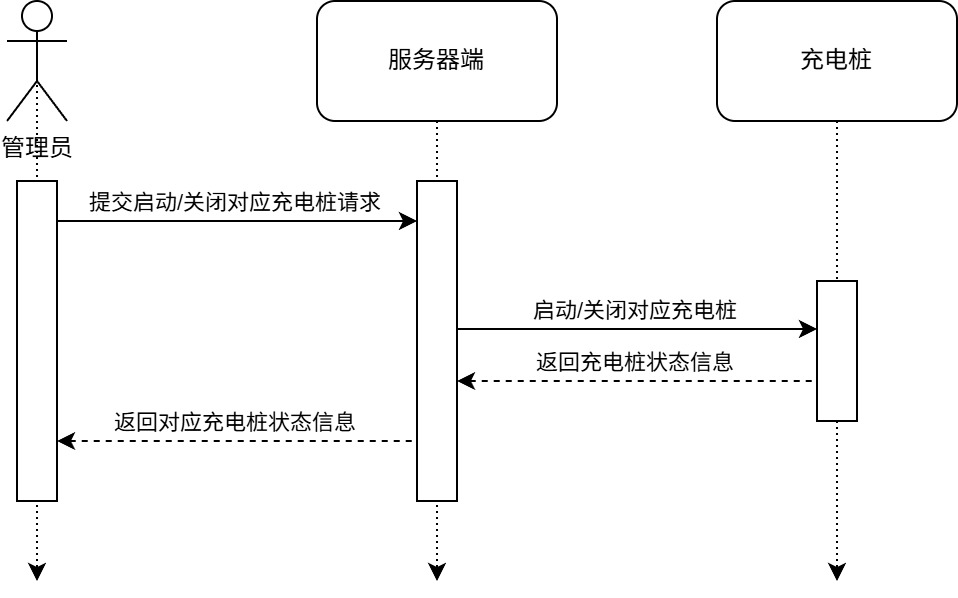 服务器端
充电桩
管理员
提交启动/关闭对应充电桩请求
启动/关闭对应充电桩
返回充电桩状态信息
返回对应充电桩状态信息